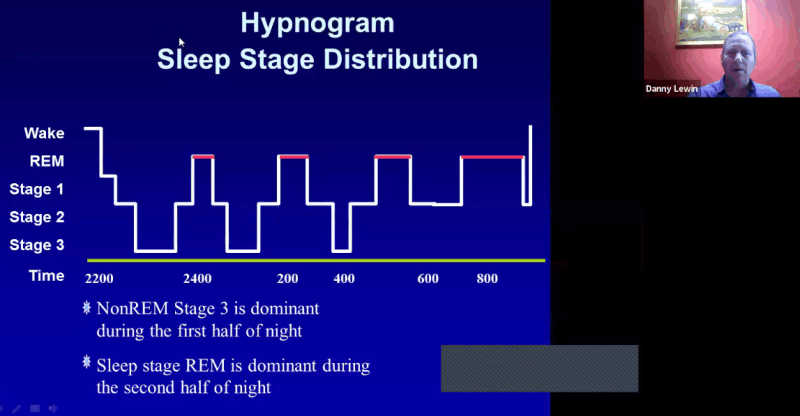 Hypnogram
Sleep Stage Distribution
Danny Lewin
Wake
REM
Stage 1
Stage 2
Stage 3
Time 2200 2400 200 400 600 800
NonREM Stage 3 is dominant
during the first half of night
Sleep stage REM is dominant during
the second half of night